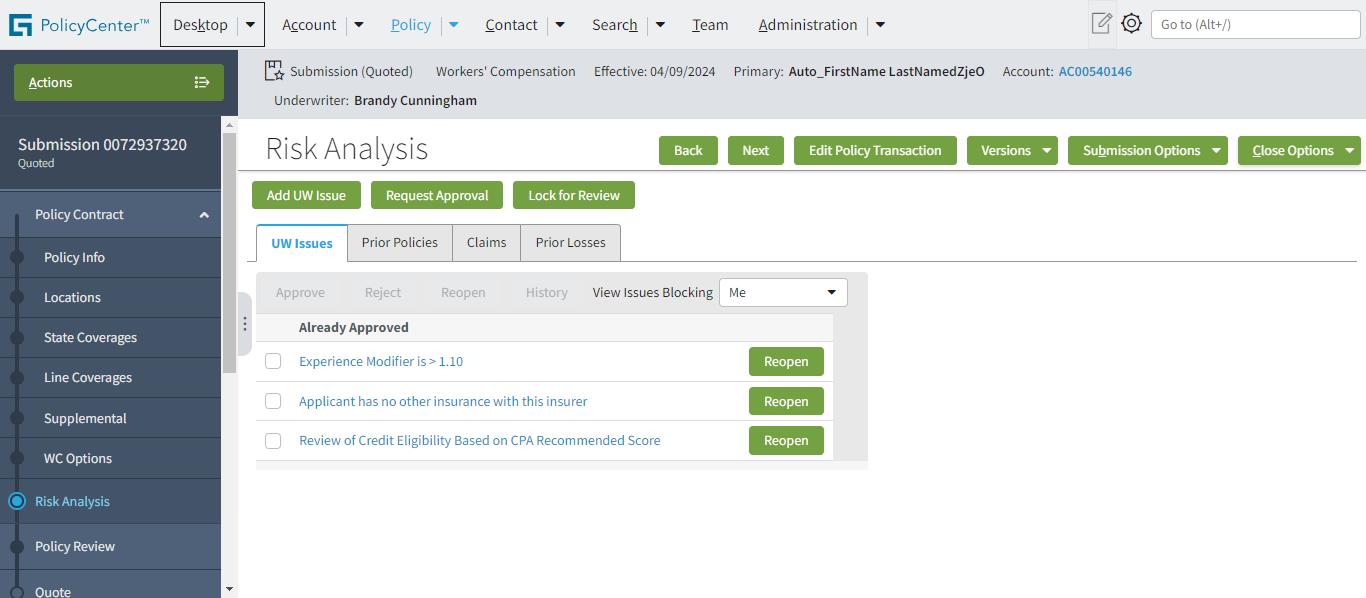 PolicyCenter™ Desktop Account Policy Contact Search Team Administration Go to (Alt+/)
Actions
Submission (Quoted) Workers' Compensation Effective: 04/09/2024 Primary: Auto_FirstName LastNamedZjeO Account: AC00540146
Underwriter: Brandy Cunningham
Submission 0072937320
Quoted
Risk Analysis Back Next Edit Policy Transaction Versions Submission Options Close Options
Add UW Issue Request Approval Lock for Review
Policy Contract
Policy Info
Locations
State Coverages
Line Coverages
Supplemental
WC Options
Risk Analysis
Policy Review
Quote
UW Issues Prior Policies Claims Prior Losses
Approve Reject Reopen History View Issues Blocking Me
Already Approved
Experience Modifier is > 1.10 Reopen
Applicant has no other insurance with this insurer Reopen
Review of Credit Eligibility Based on CPA Recommended Score Reopen